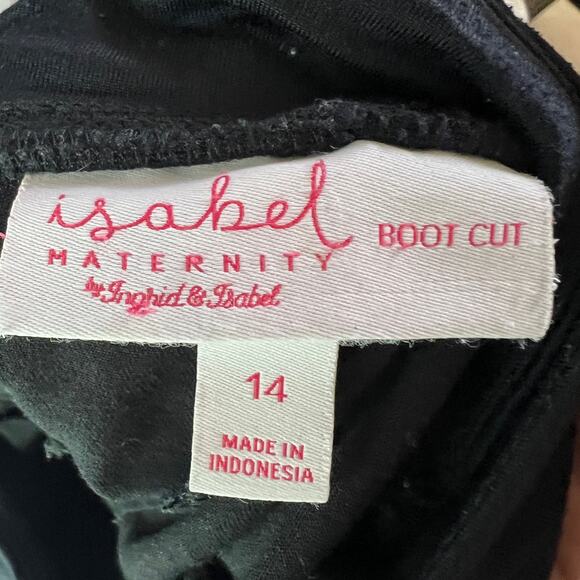 isabel
MATERNITY
by Ingrid & Isabel
BOOT CUT
14
MADE IN
INDONESIA